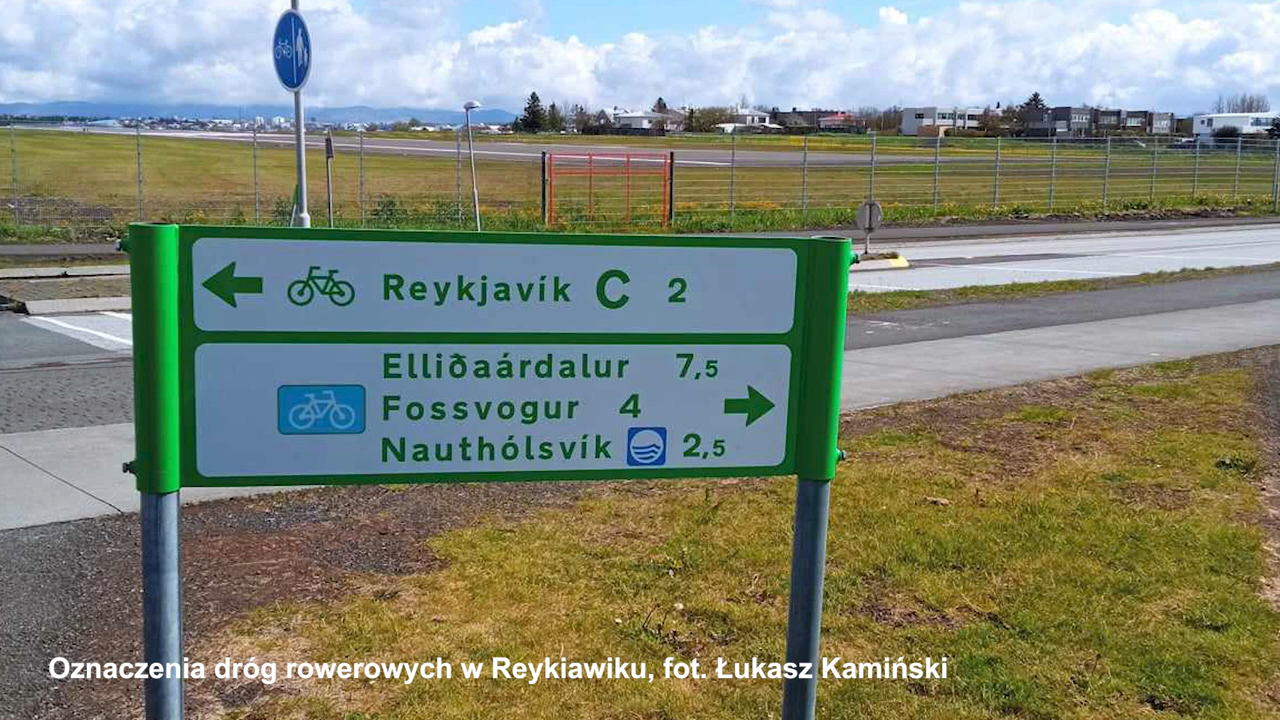 Reykjavík C 2
Elliðaárdalur 7,5
Fossvogur 4
Nauthólsvík 2,5
Oznaczenia dróg rowerowych w Reykiawiku, fot. Łukasz Kamiński